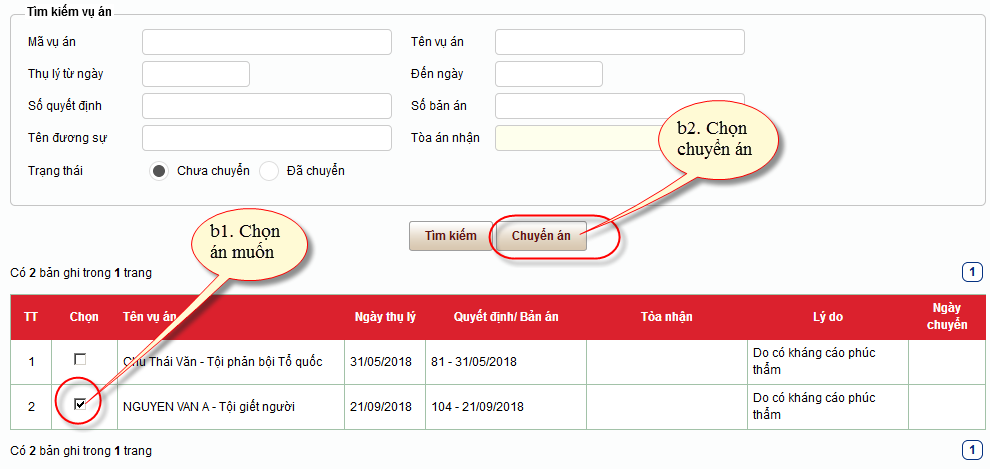 Tìm kiếm vụ án
Mã vụ án
Tên vụ án
Thụ lý từ ngày
Đến ngày
Số quyết định
Số bản án
Tên đương sự
Tòa án nhận
Trạng thái
Chưa chuyển
Đã chuyển
b2. Chọn
chuyển án
Tìm kiếm
Chuyển án
b1. Chọn
án muốn
Có 2 bản ghi trong 1 trang
1
TT
Chọn
Tên vụ án
Ngày thụ lý
Quyết định/ Bản án
Tòa nhận
Lý do
Ngày
chuyển
1
Chu Thái Văn - Tội phản bội Tổ quốc
31/05/2018
81 - 31/05/2018
Do có kháng cáo phúc
thẩm
2
NGUYEN VAN A - Tội giết người
21/09/2018
104 - 21/09/2018
Do có kháng cáo phúc
thẩm
Có 2 bản ghi trong 1 trang
1